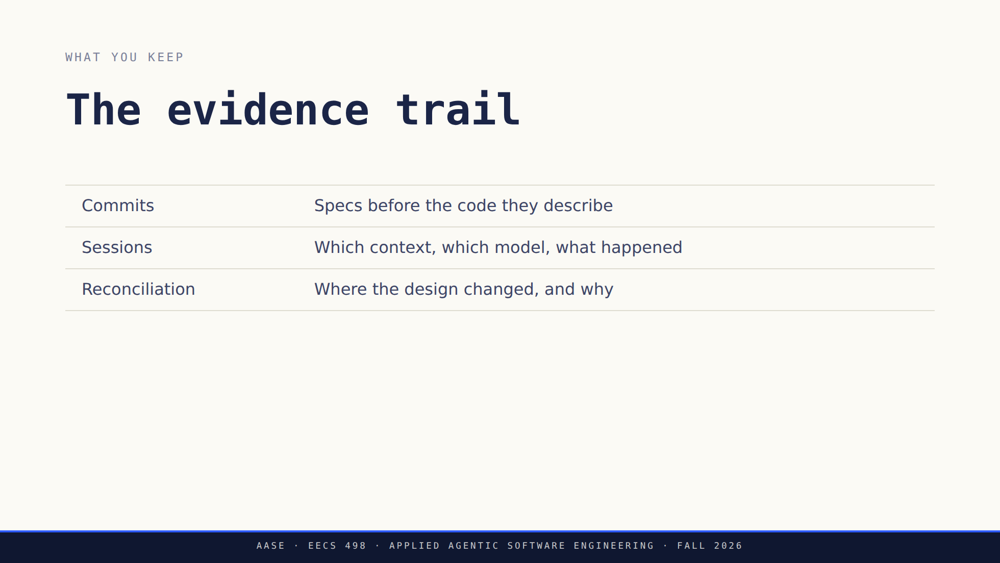 WHAT YOU KEEP
The evidence trail
Commits Specs before the code they describe
Sessions Which context, which model, what happened
Reconciliation Where the design changed, and why
AASE · EECS 498 · APPLIED AGENTIC SOFTWARE ENGINEERING · FALL 2026